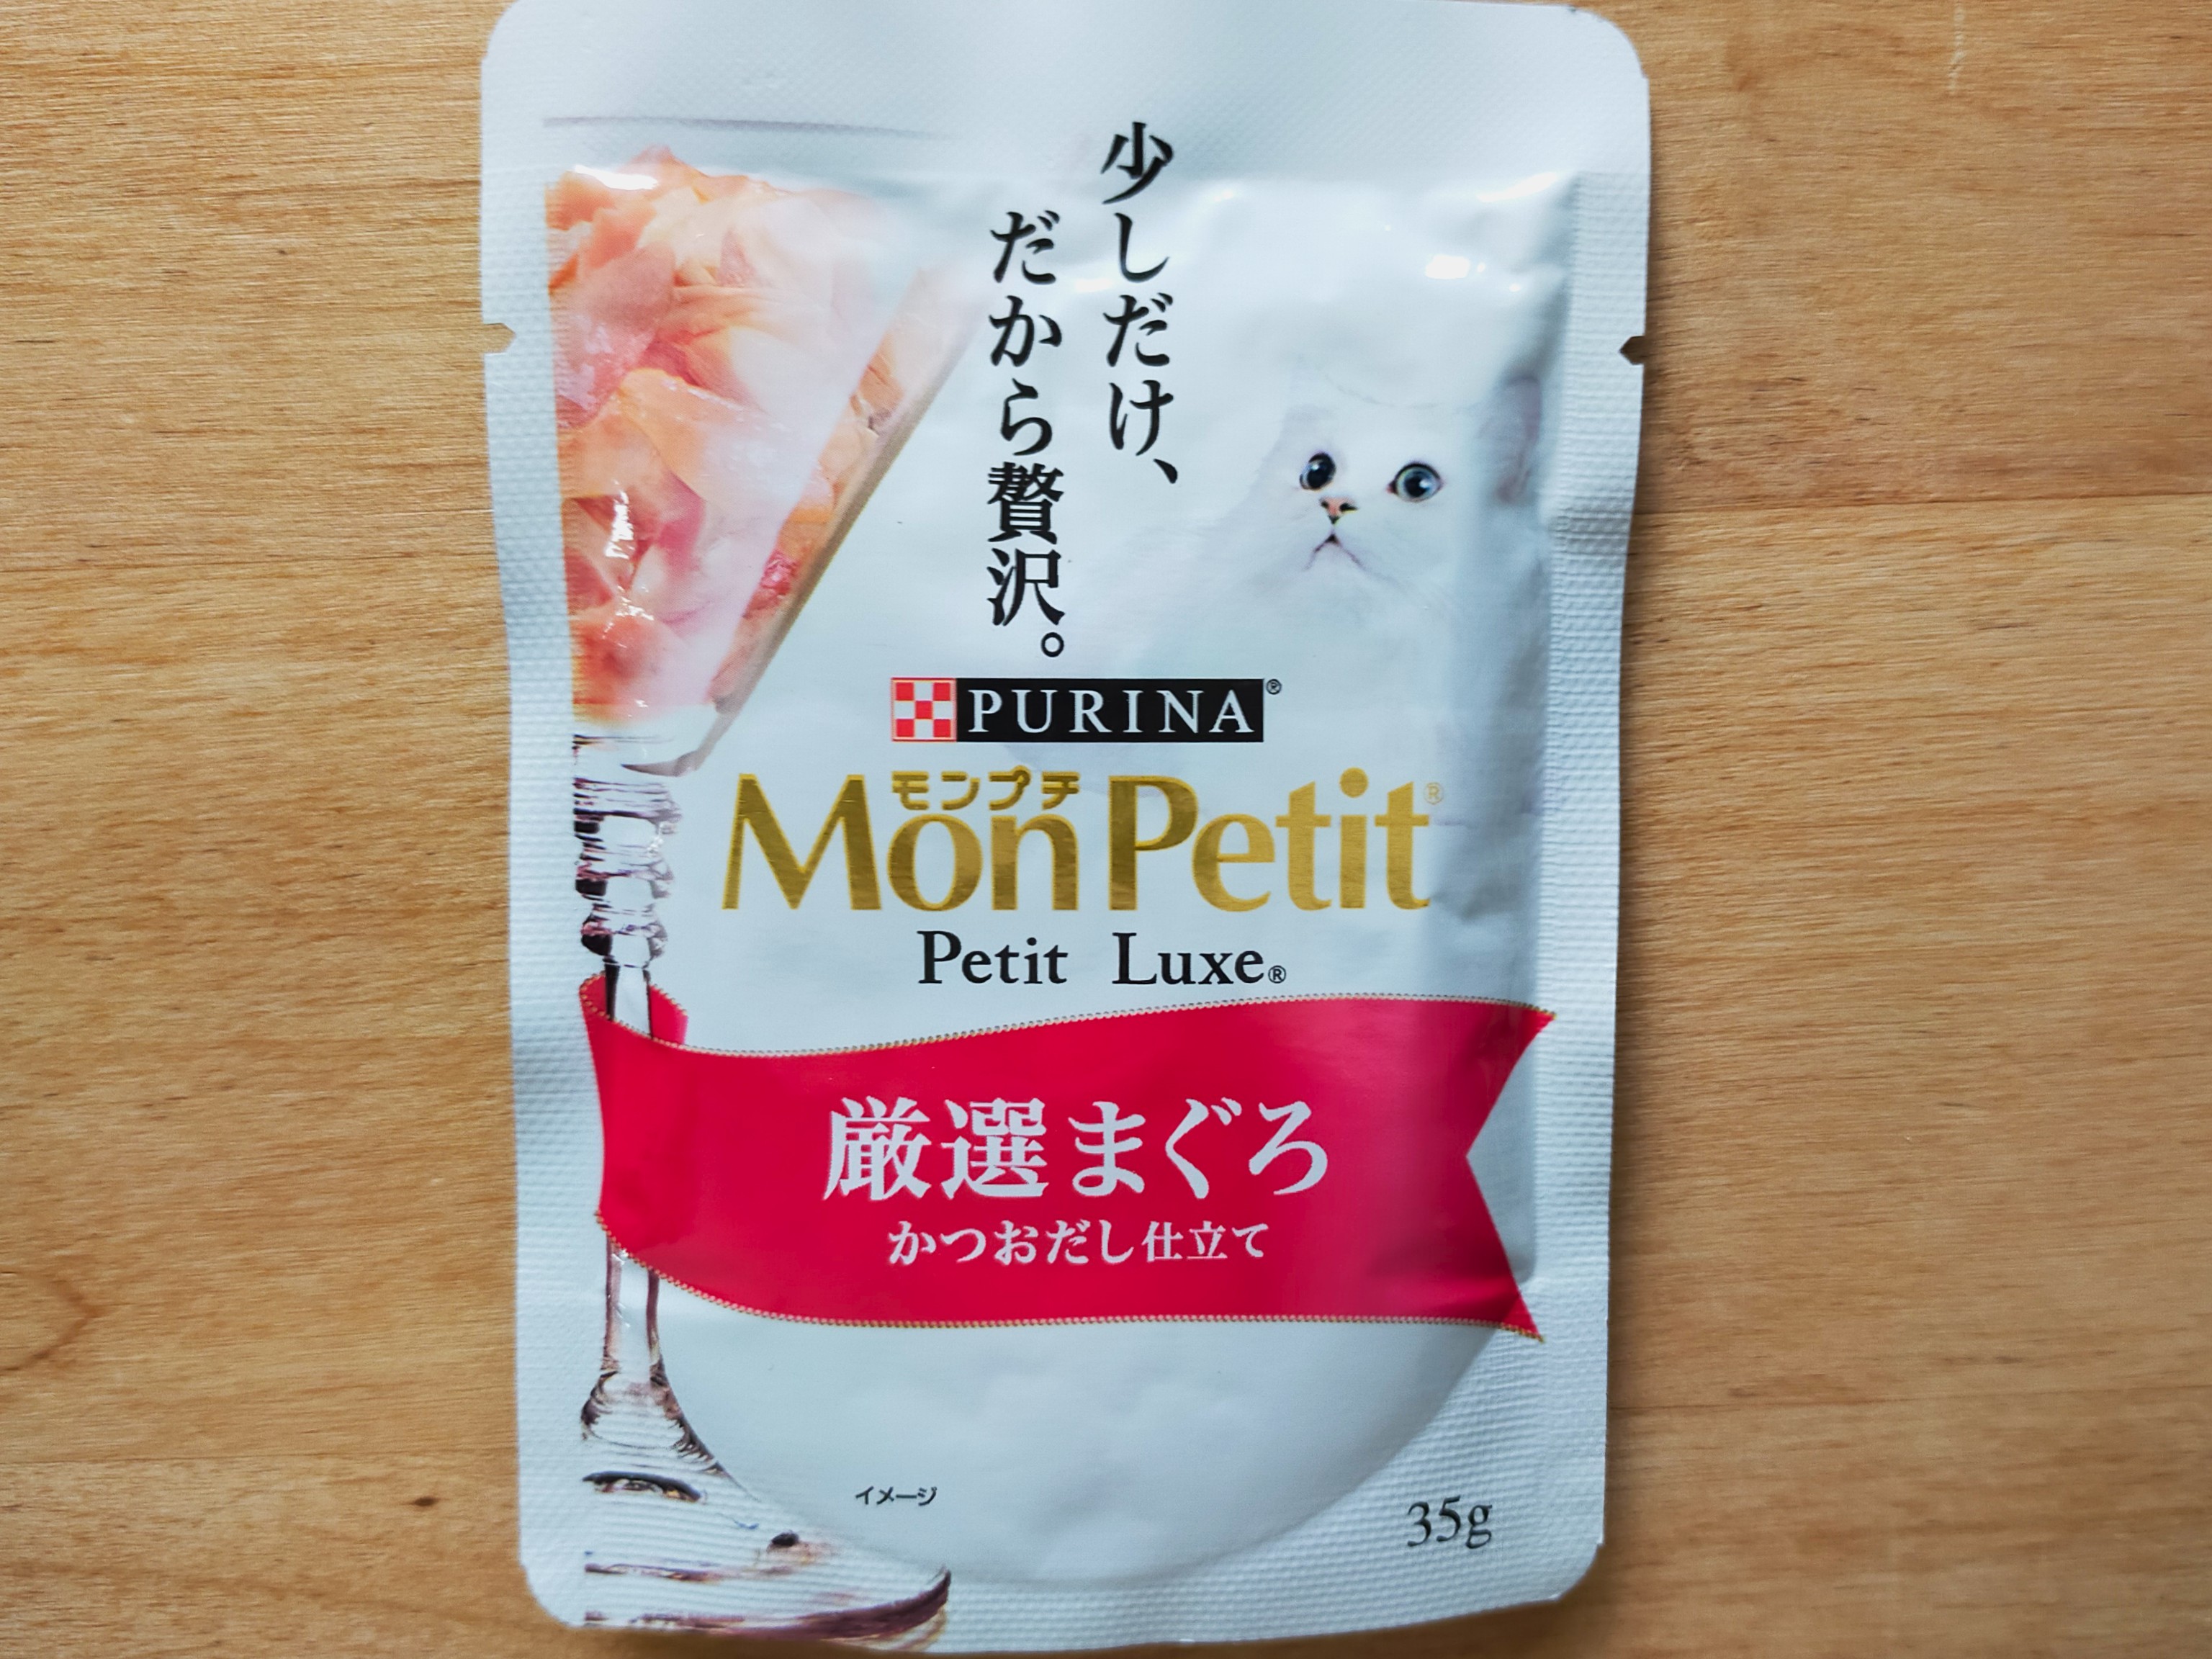 少しだけ、
だから贅沢。
PURINA®
モンプチ
MonPetit®
Petit Luxe®
厳選まぐろ
かつおだし仕立て
イメージ
35g